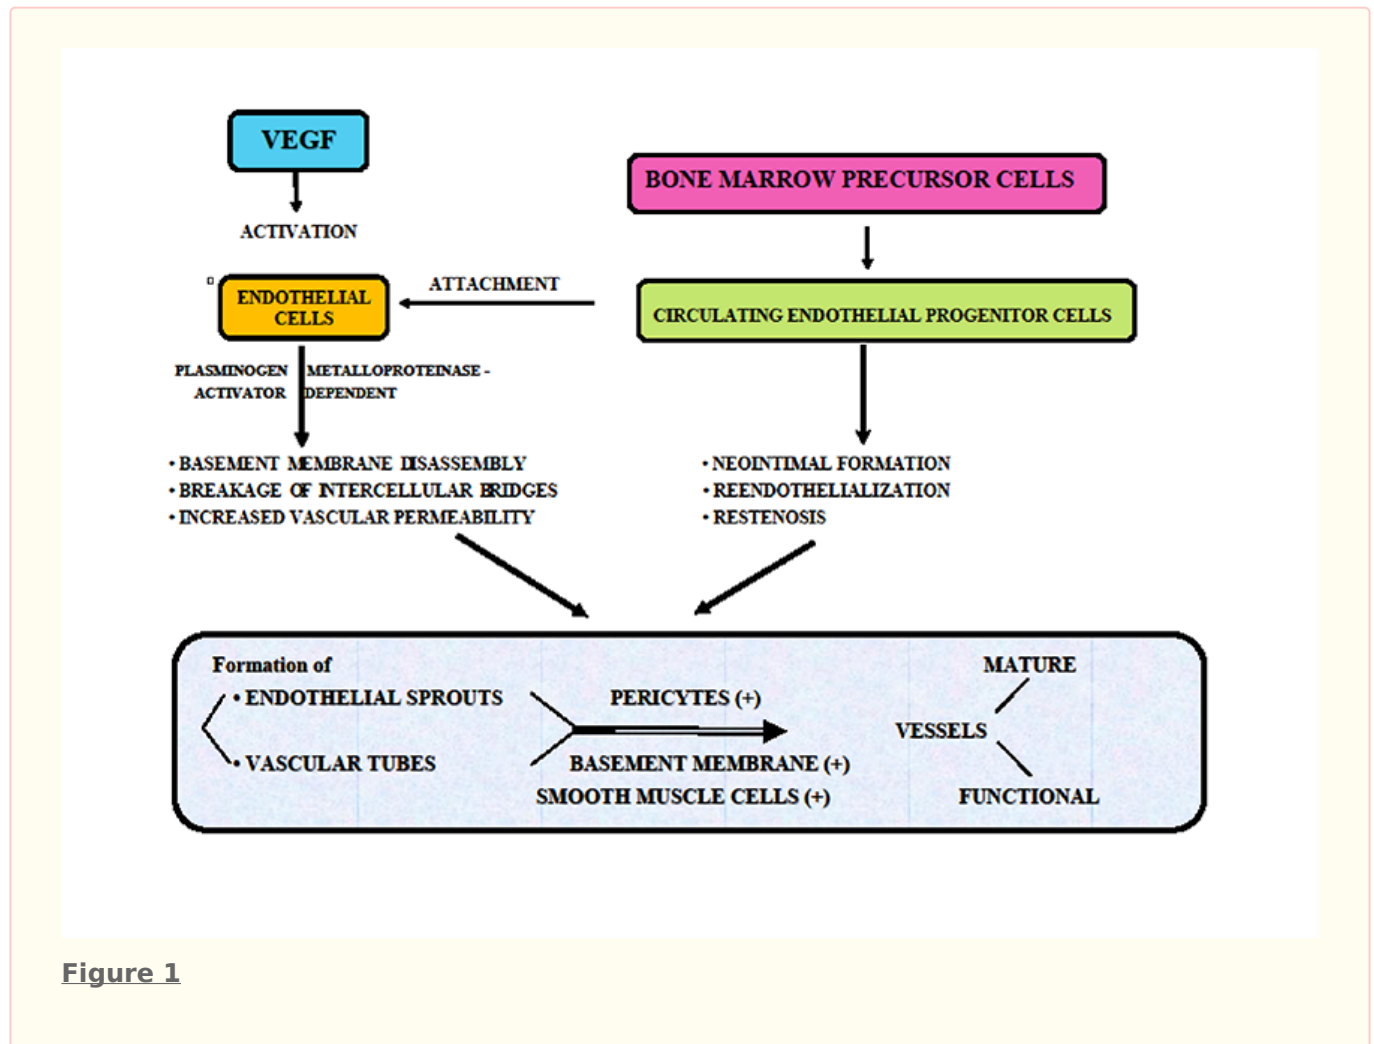 VEGF
BONE MARROW PRECURSOR CELLS
ACTIVATION
ATTACHMENT
ENDOTHELIAL
CELLS
CIRCULATING ENDOTHELIAL PROGENITOR CELLS
PLASMINOGEN METALLOPROTEINASE -
ACTIVATOR DEPENDENT
• BASEMENT MEMBRANE DISASSEMBLY
• BREAKAGE OF INTERCELLULAR BRIDGES
• INCREASED VASCULAR PERMEABILITY
• NEOINTIMAL FORMATION
• REENDOTHELIALIZATION
• RESTENOSIS
Formation of
• ENDOTHELIAL SPROUTS
• VASCULAR TUBES
PERICYTES (+)
BASEMENT MEMBRANE (+)
SMOOTH MUSCLE CELLS (+)
MATURE
VESSELS
FUNCTIONAL
Figure 1